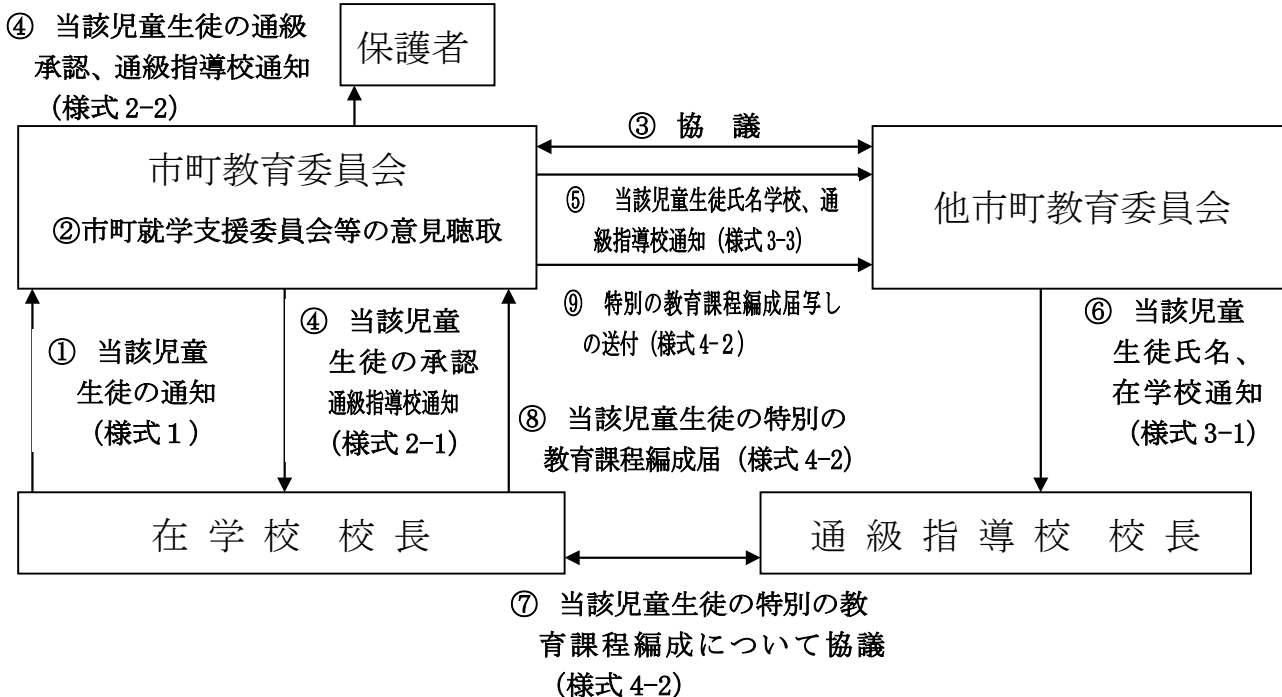 ④ 当該児童生徒の通級
承認、通級指導校通知
(様式 2-2)
保護者
市町教育委員会
②市町就学支援委員会等の意見聴取
③ 協 議
⑤ 当該児童生徒氏名学校、通
級指導校通知 (様式 3-3)
他市町教育委員会
⑨ 特別の教育課程編成届写し
の送付 (様式 4-2)
① 当該児童
生徒の通知
(様式 1)
④ 当該児童
生徒の承認
通級指導校通知
(様式 2-1)
⑧ 当該児童生徒の特別の
教育課程編成届 (様式 4-2)
⑥ 当該児童
生徒氏名、
在学校通知
(様式 3-1)
在 学 校 校 長
通 級 指 導 校 校 長
⑦ 当該児童生徒の特別の教
育課程編成について協議
(様式 4-2)